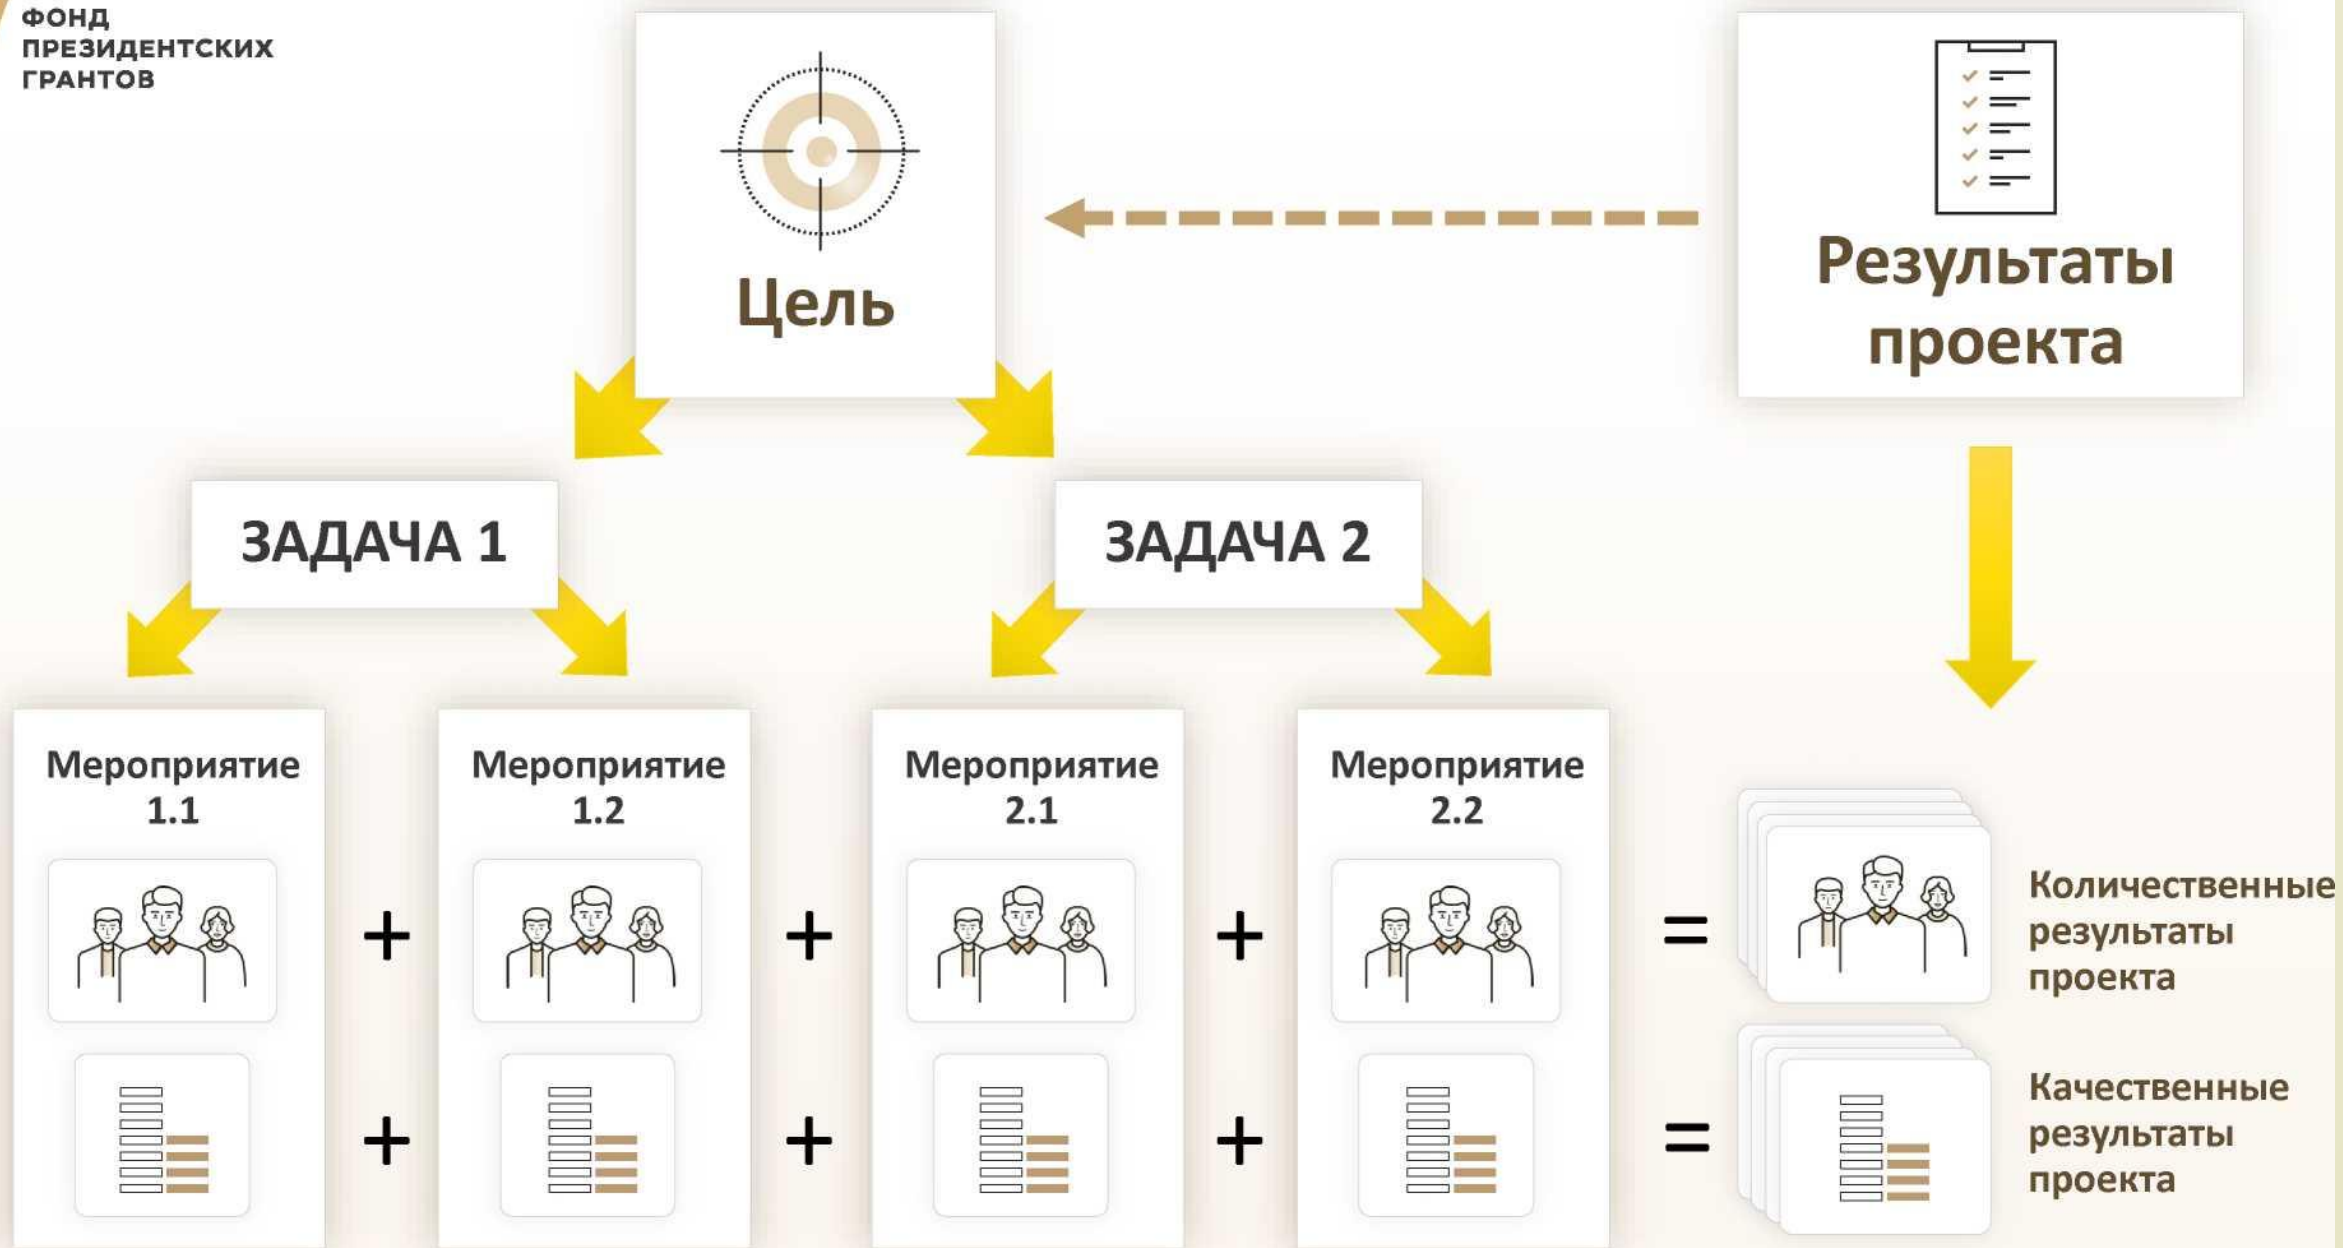 ФОНД
ПРЕЗИДЕНТСКИХ
ГРАНТОВ
Цель
Результаты
проекта
ЗАДАЧА 1
ЗАДАЧА 2
Мероприятие
1.1
Мероприятие
1.2
Мероприятие
2.1
Мероприятие
2.2
+
+
+
=
Количественные
результаты
проекта
+
+
+
=
Качественные
результаты
проекта